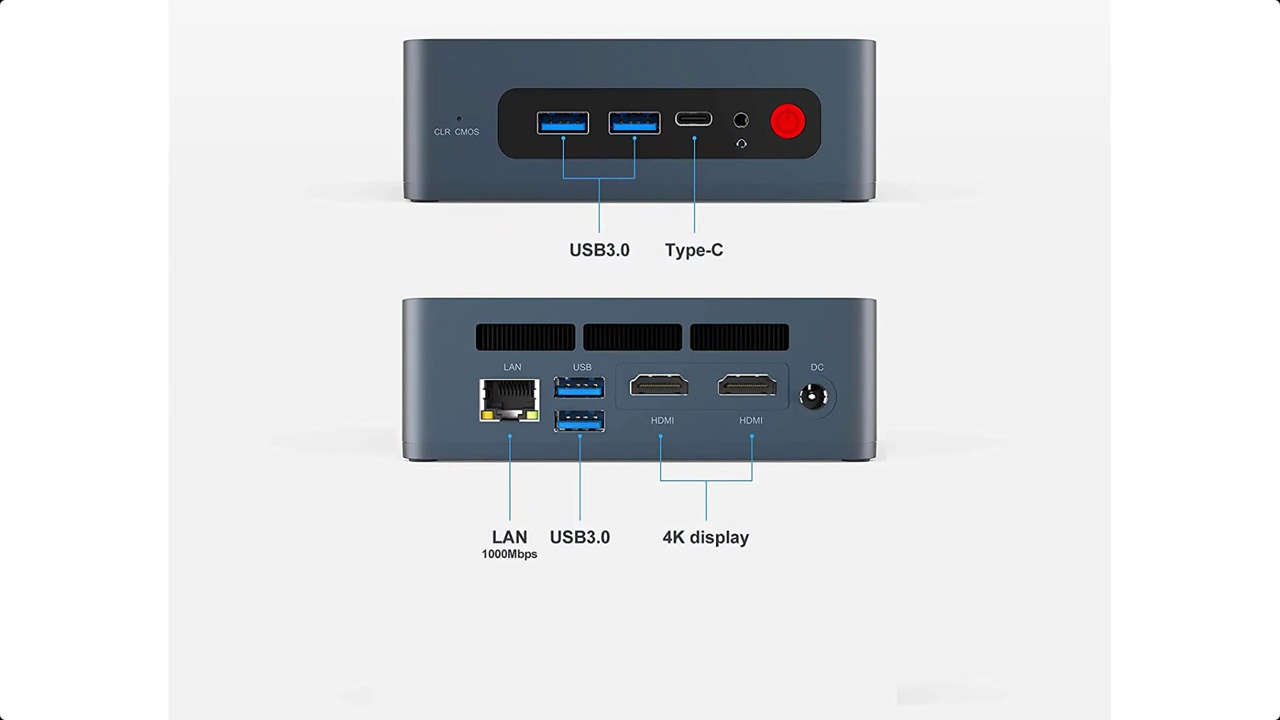 CLR CMOS
USB3.0 Type-C
LAN USB DC
HDMI HDMI
LAN USB3.0 4K display
1000Mbps